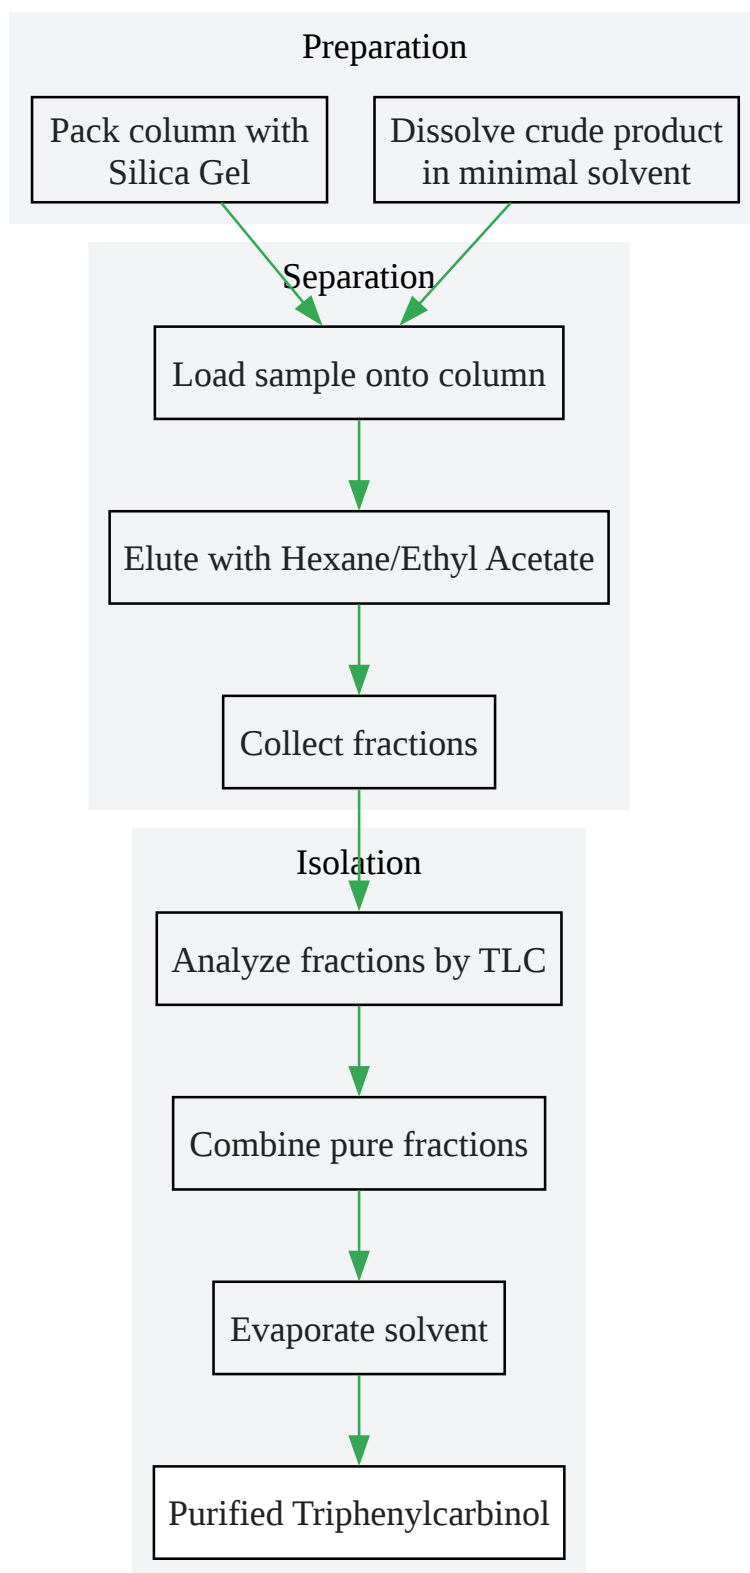 Preparation
Pack column with
Silica Gel
Dissolve crude product
in minimal solvent
Separation
Load sample onto column
Elute with Hexane/Ethyl Acetate
Collect fractions
Isolation
Analyze fractions by TLC
Combine pure fractions
Evaporate solvent
Purified Triphenylcarbinol